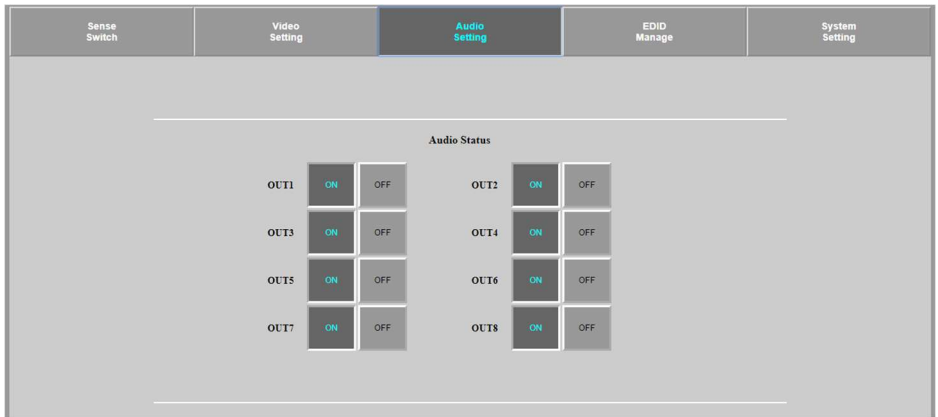 Sense
Switch
Video
Setting
Audio
Setting
EDID
Manage
System
Setting
Audio Status
OUT1 ON OFF OUT2 ON OFF
OUT3 ON OFF OUT4 ON OFF
OUT5 ON OFF OUT6 ON OFF
OUT7 ON OFF OUT8 ON OFF